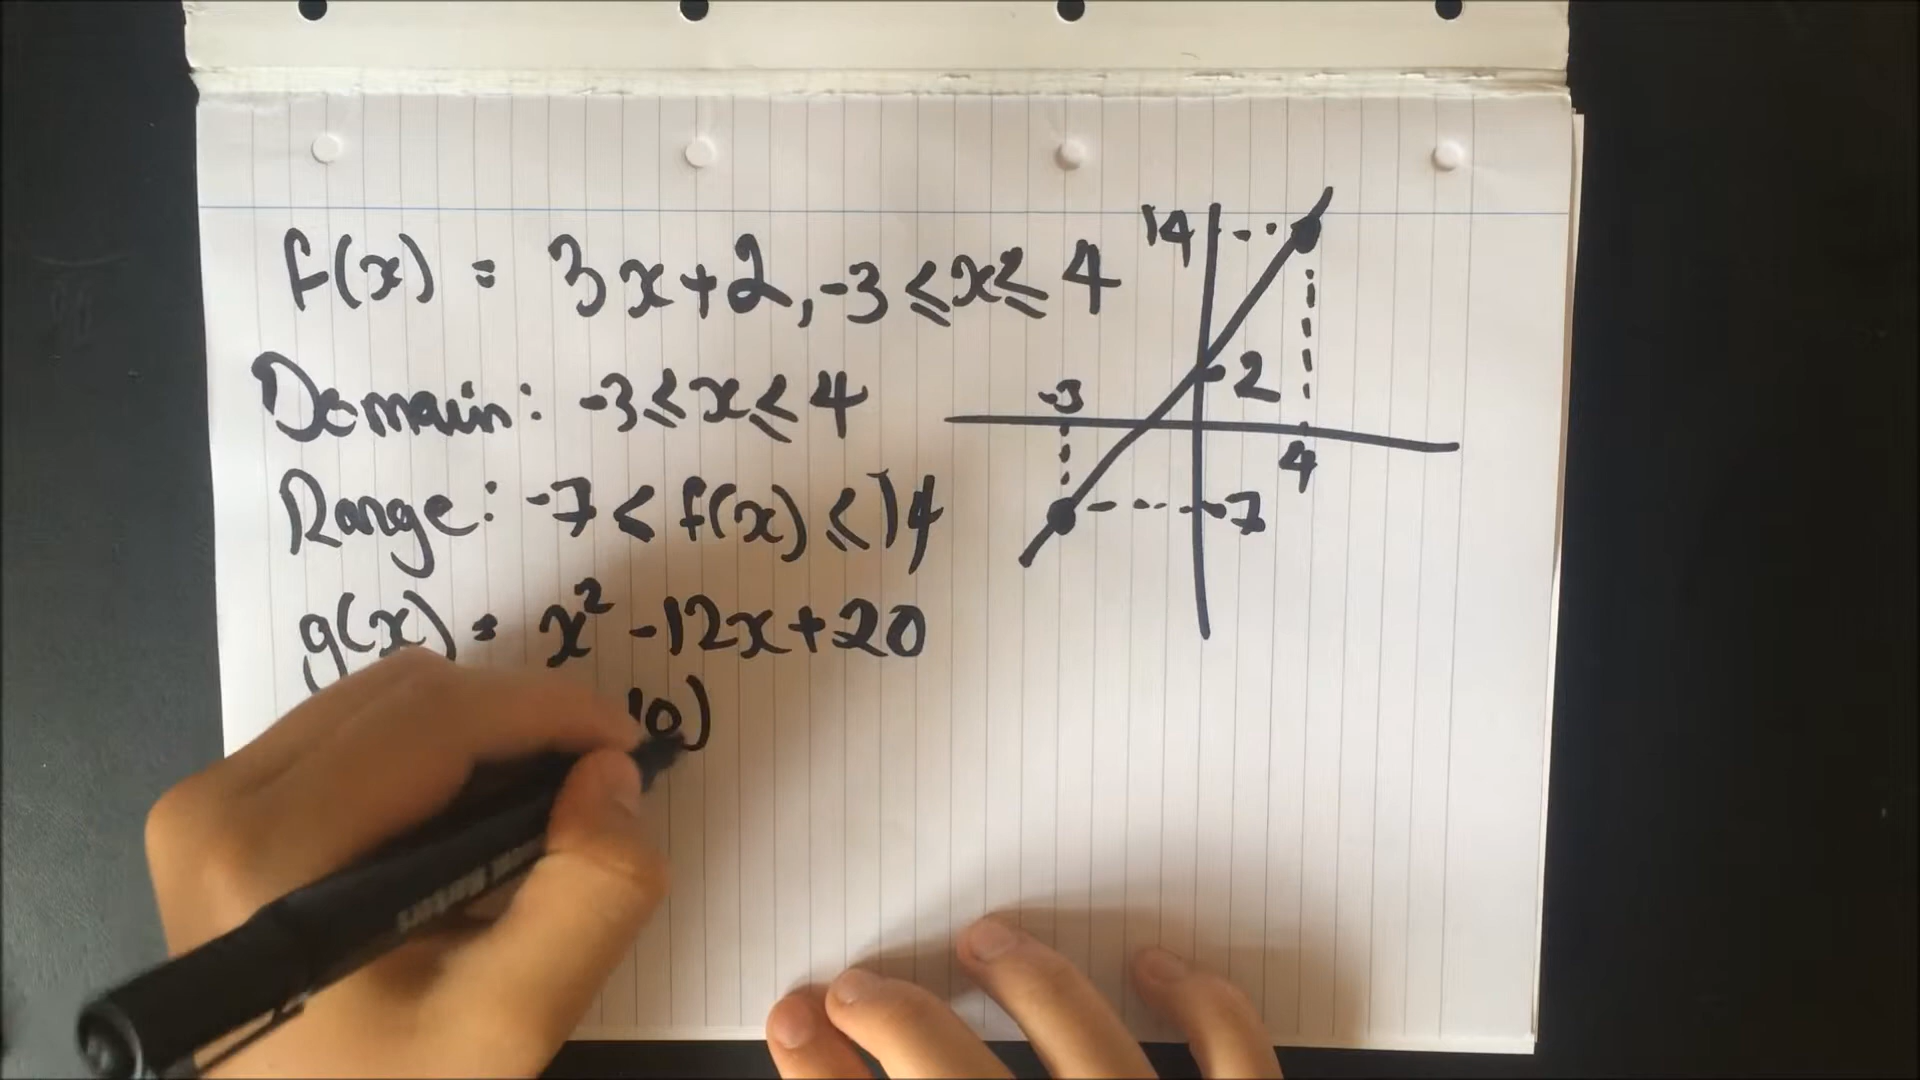 f(x) = 3x+2, -3 ≤ x ≤ 4
Domain: -3 ≤ x ≤ 4
Range: -7 < f(x) ≤ 14
g(x) = x² -12x+20
10)
14
2
-3
4
-7